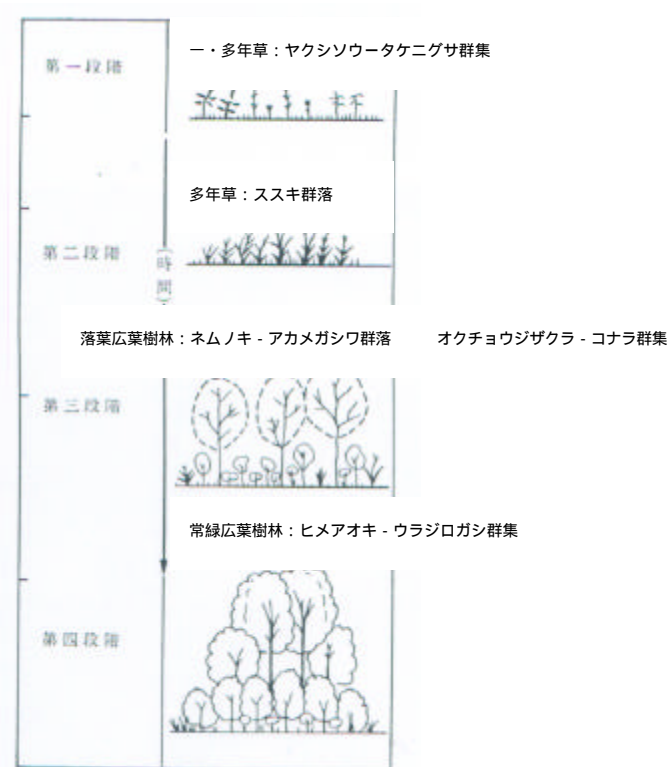 第一段階
一・多年草：ヤクシソウータケニグサ群集
多年草：ススキ群落
第二段階
（時間）
落葉広葉樹林：ネムノキ - アカメガシワ群落　　オクチョウジザクラ - コナラ群集
第三段階
常緑広葉樹林：ヒメアオキ - ウラジロガシ群集
第四段階